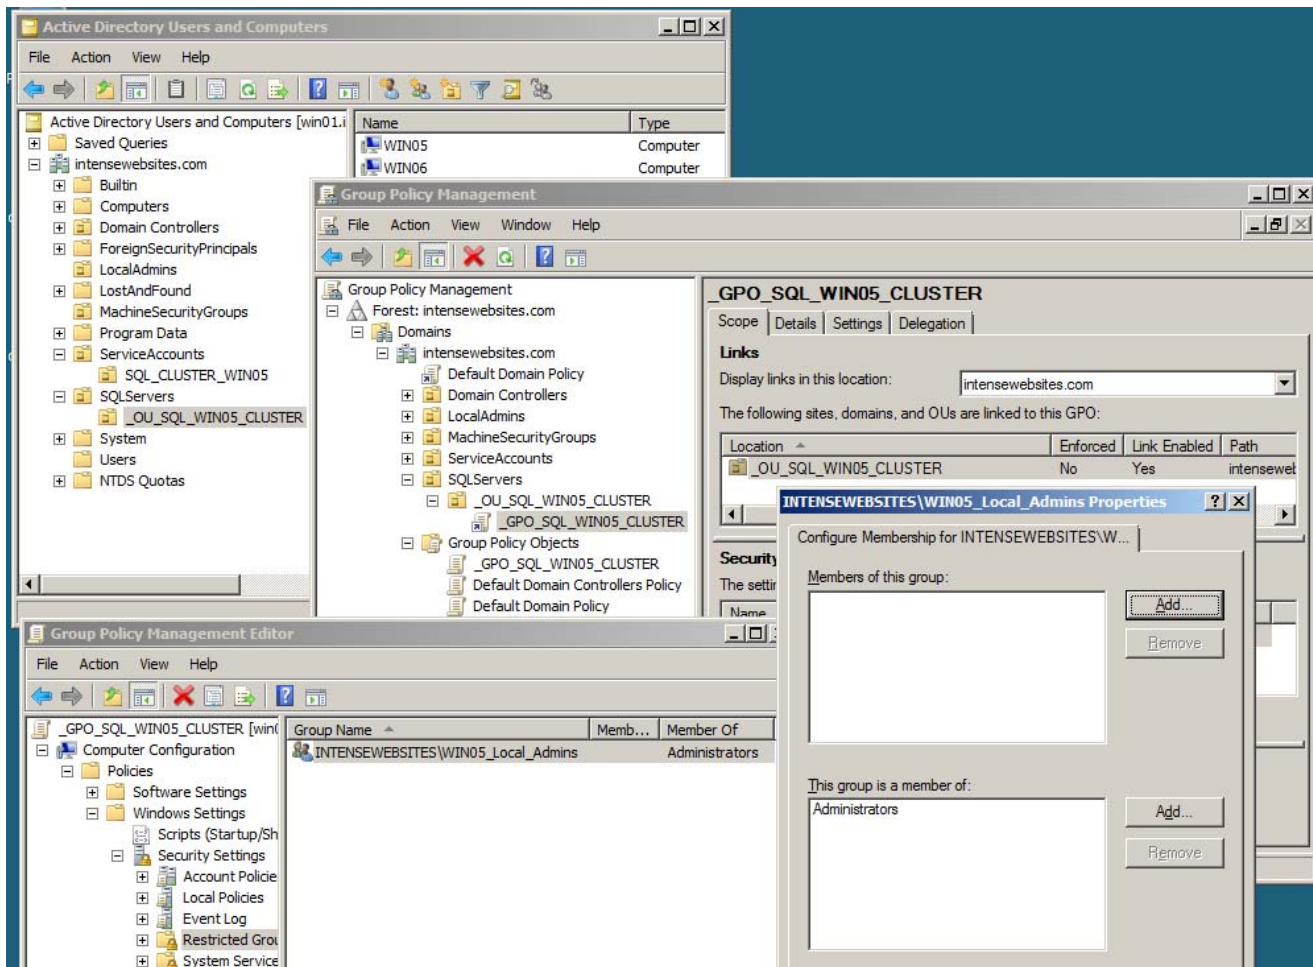 Active Directory Users and Computers
File Action View Help
Active Directory Users and Computers [win01.i
Saved Queries
intensewebsites.com
Builtin
Computers
Domain Controllers
ForeignSecurityPrincipals
LocalAdmins
LostAndFound
MachineSecurityGroups
Program Data
ServiceAccounts
SQL_CLUSTER_WIN05
SQLServers
_OU_SQL_WIN05_CLUSTER
System
Users
NTDS Quotas
Name Type
WIN05 Computer
WIN06 Computer
Group Policy Management
File Action View Window Help
Group Policy Management
Forest: intensewebsites.com
Domains
intensewebsites.com
Default Domain Policy
Domain Controllers
LocalAdmins
MachineSecurityGroups
ServiceAccounts
SQLServers
_OU_SQL_WIN05_CLUSTER
_GPO_SQL_WIN05_CLUSTER
Group Policy Objects
_GPO_SQL_WIN05_CLUSTER
Default Domain Controllers Policy
Default Domain Policy
_GPO_SQL_WIN05_CLUSTER
Scope Details Settings Delegation
Links
Display links in this location: intensewebsites.com
The following sites, domains, and OUs are linked to this GPO:
Location Enforced Link Enabled Path
_OU_SQL_WIN05_CLUSTER No Yes intensewet
Security
The settin
Name
INTENSEWEBSITES\WIN05_Local_Admins Properties
Configure Membership for INTENSEWEBSITES\W...
Members of this group:
Add...
Remove
This group is a member of:
Administrators
Add...
Remove
Group Policy Management Editor
File Action View Help
_GPO_SQL_WIN05_CLUSTER [win(
Computer Configuration
Policies
Software Settings
Windows Settings
Scripts (Startup/Sh
Security Settings
Account Policie
Local Policies
Event Log
Restricted Grou
System Service
Group Name Memb... Member Of
INTENSEWEBSITES\WIN05_Local_Admins Administrators